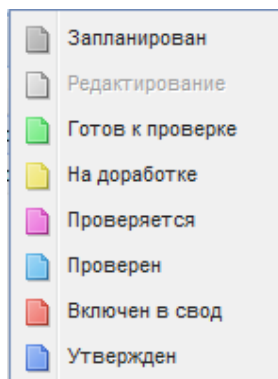 Запланирован
Редактирование
Готов к проверке
На доработке
Проверяется
Проверен
Включен в свод
Утвержден